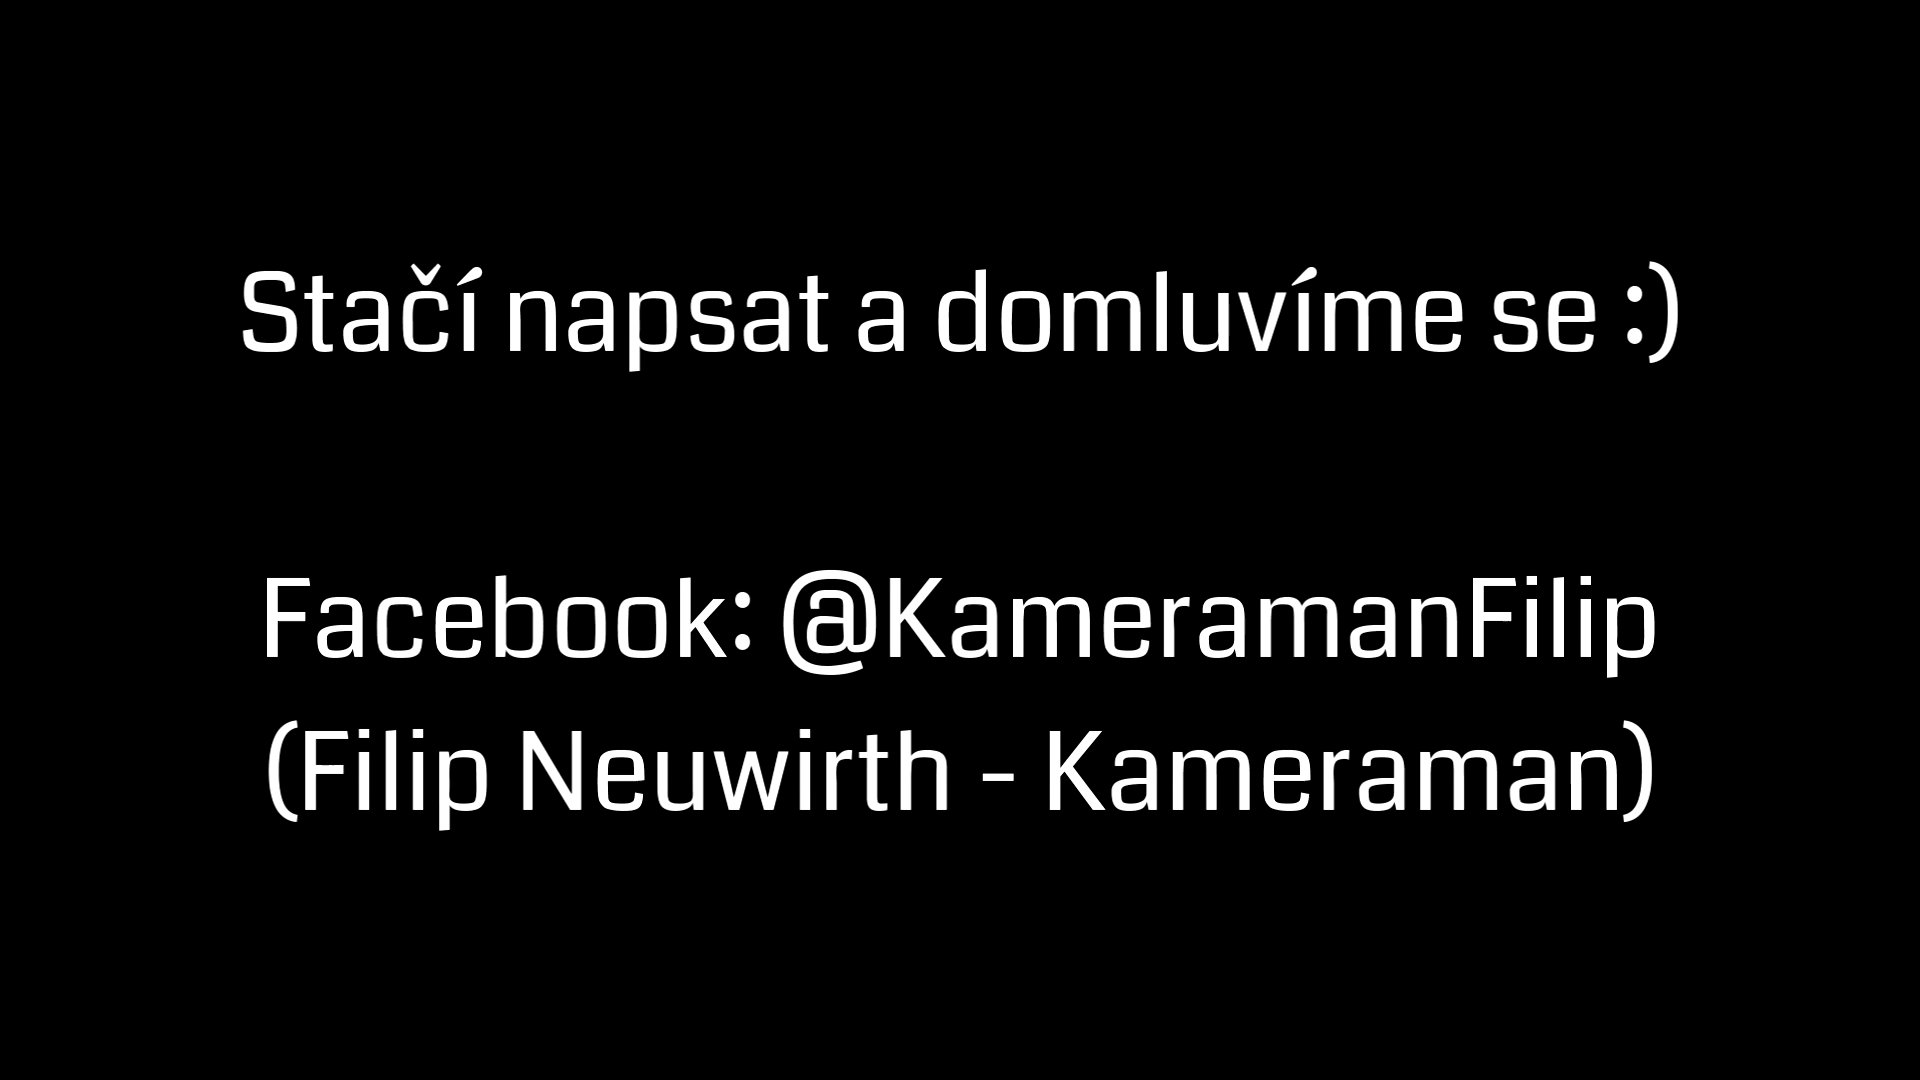 Stačí napsat a domluvíme se :)
Facebook: @KameramanFilip
(Filip Neuwirth - Kameraman)